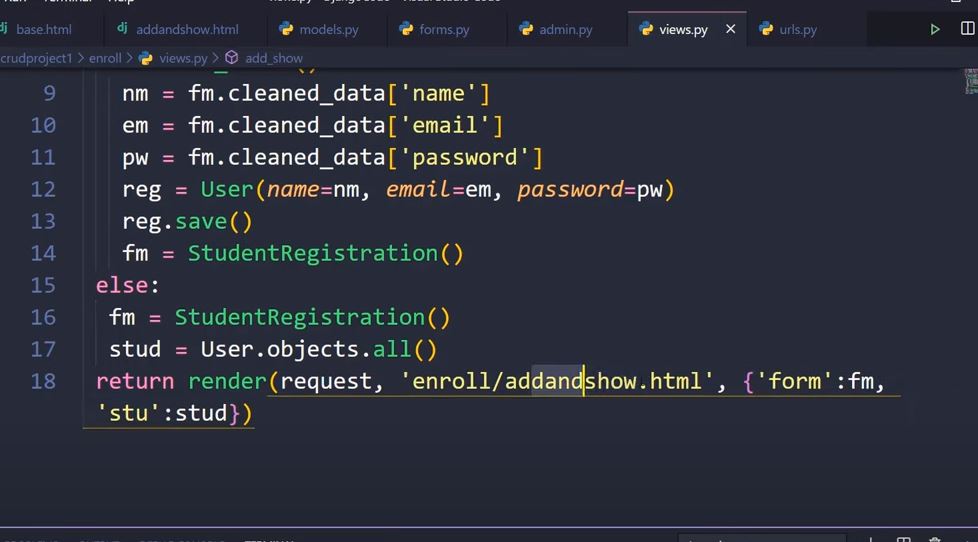 base.html addandshow.html models.py forms.py admin.py views.py urls.py
crudproject1 > enroll > views.py > add_show
9 nm = fm.cleaned_data['name']
10 em = fm.cleaned_data['email']
11 pw = fm.cleaned_data['password']
12 reg = User(name=nm, email=em, password=pw)
13 reg.save()
14 fm = StudentRegistration()
15 else:
16 fm = StudentRegistration()
17 stud = User.objects.all()
18 return render(request, 'enroll/addandshow.html', {'form':fm,
'stu':stud})